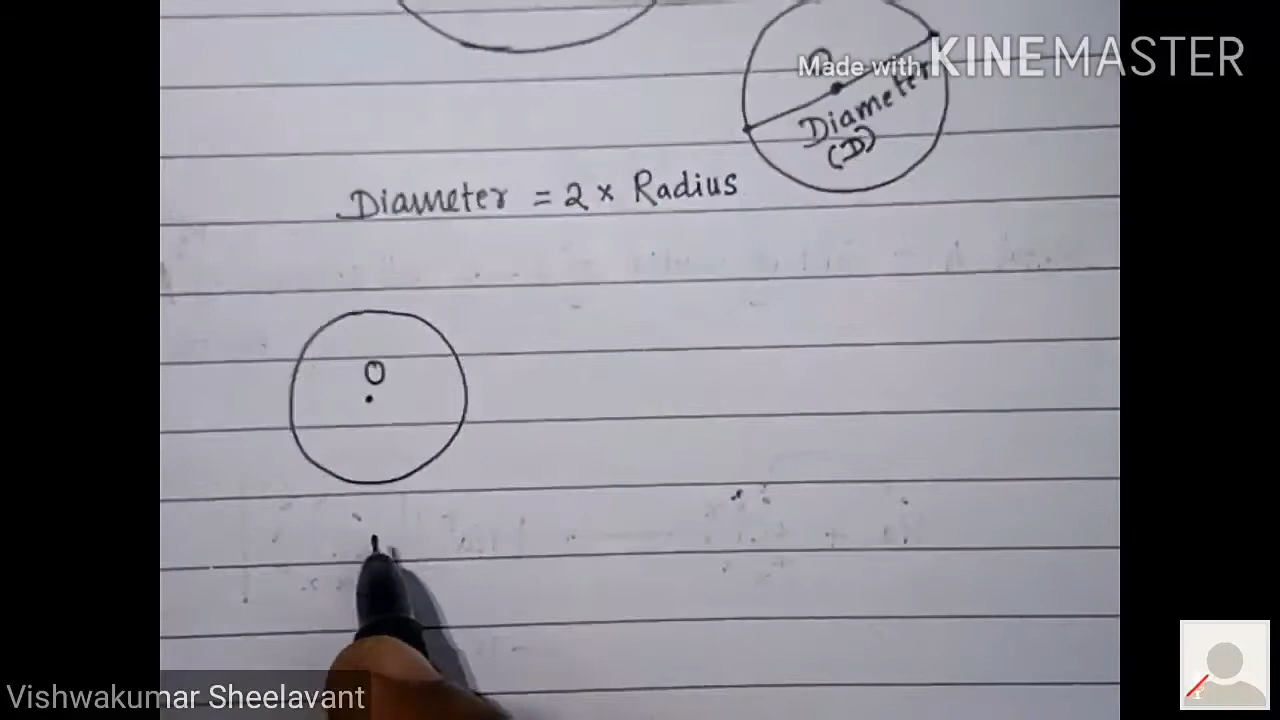 Made with KINEMASTER
O
Diameter
(D)
Diameter = 2 × Radius
O
Vishwakumar Sheelavant